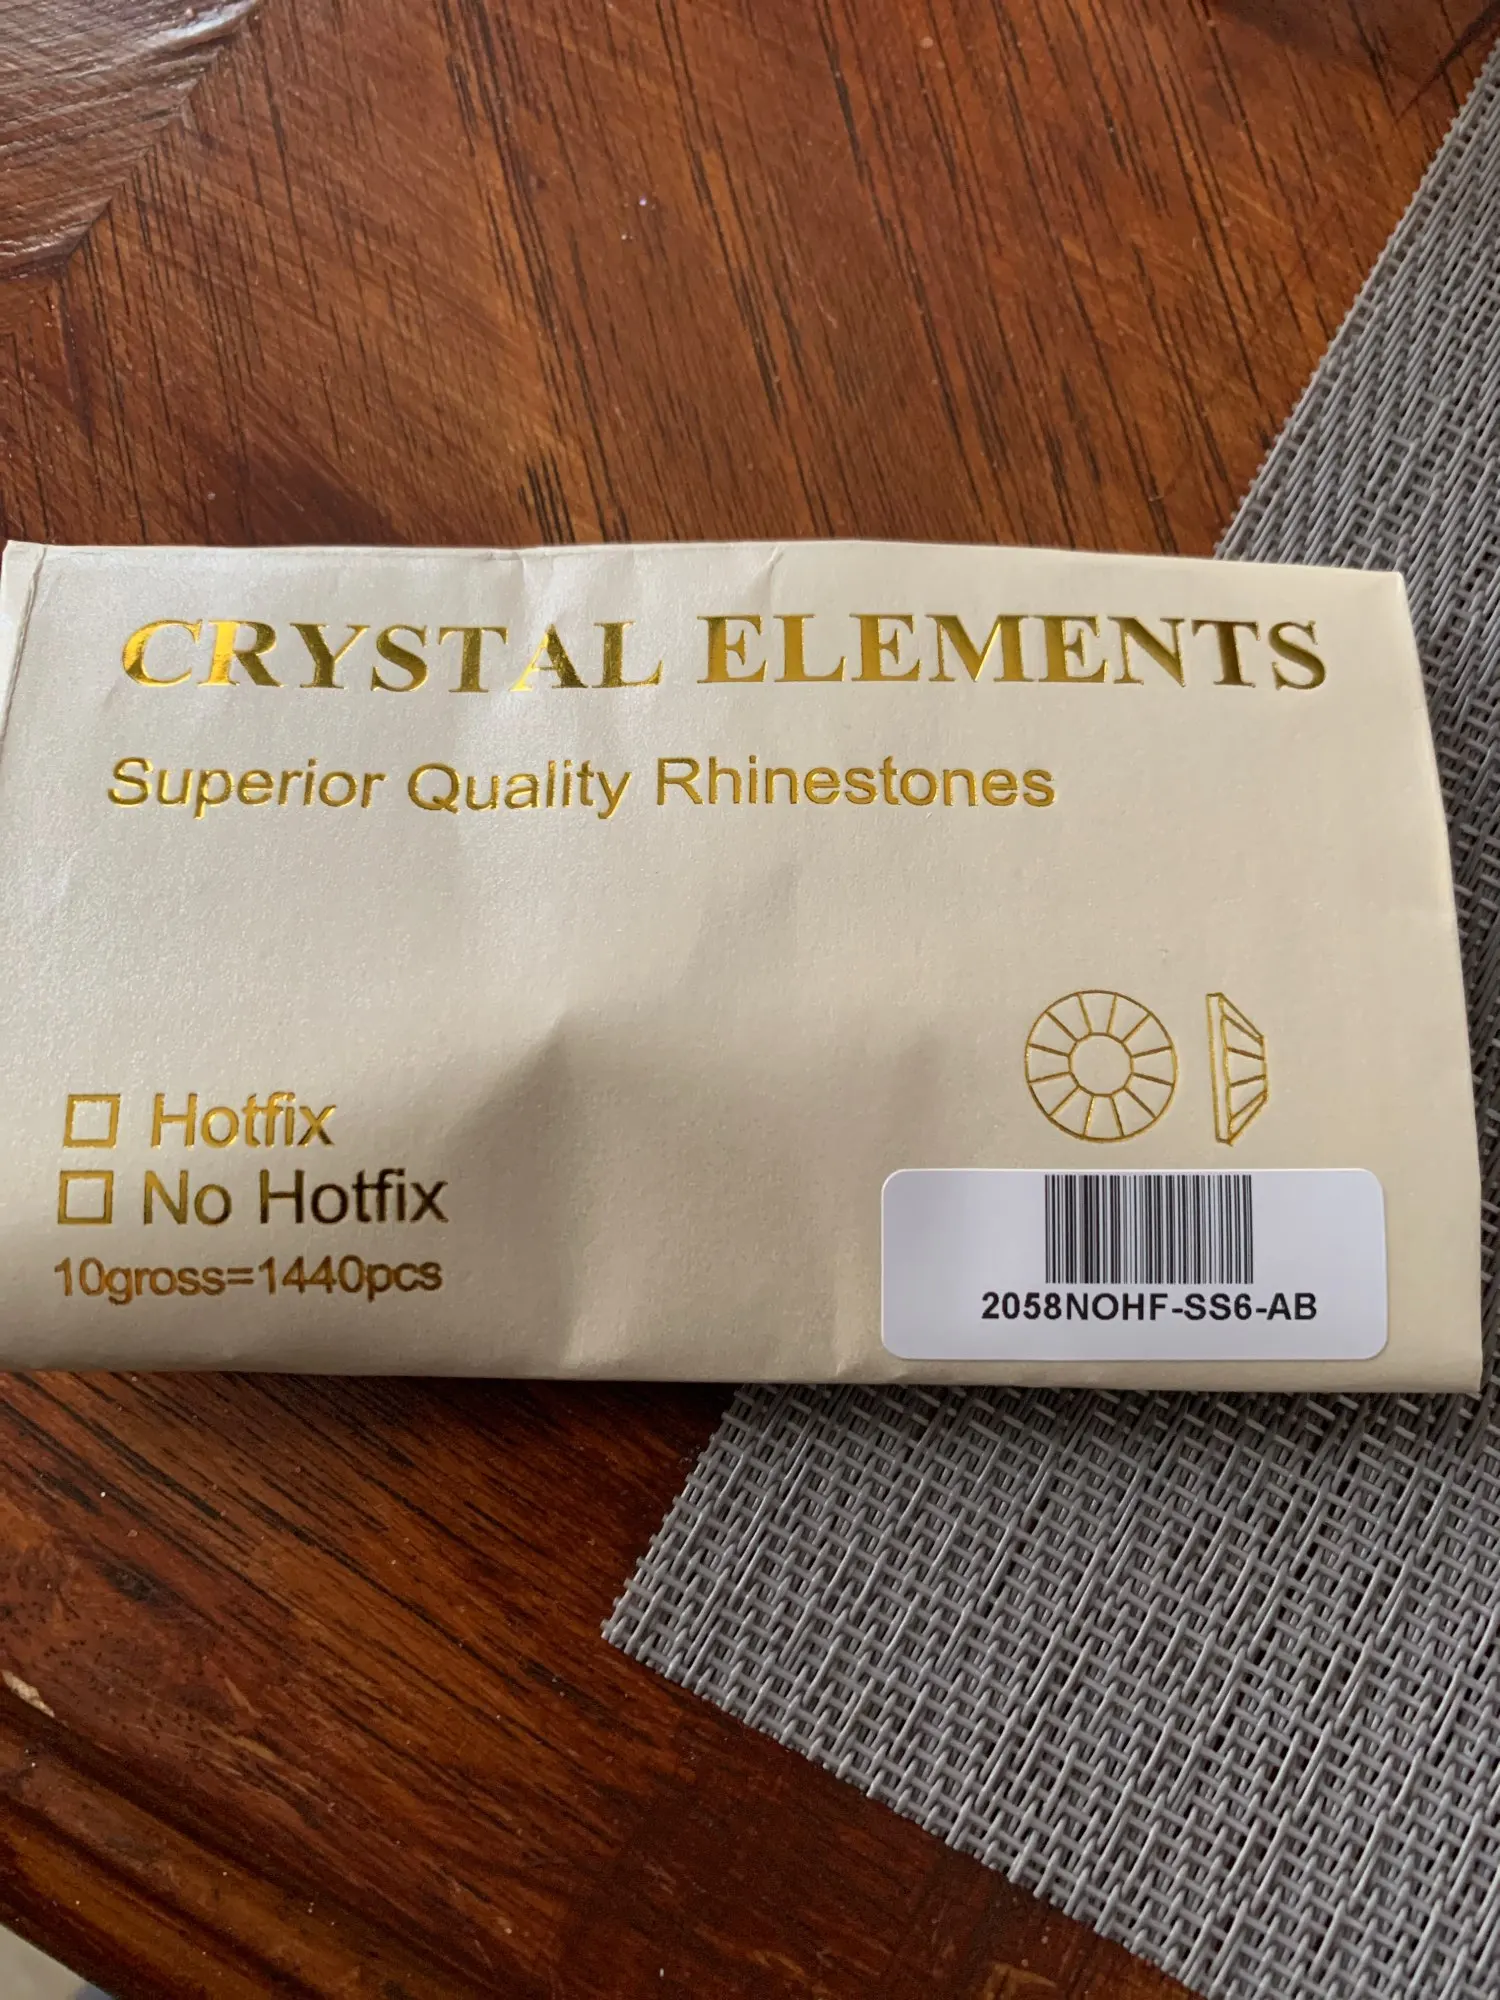 CRYSTAL ELEMENTS
Superior Quality Rhinestones
Hotfix
No Hotfix
10gross=1440pcs
2058NOHF-SS6-AB